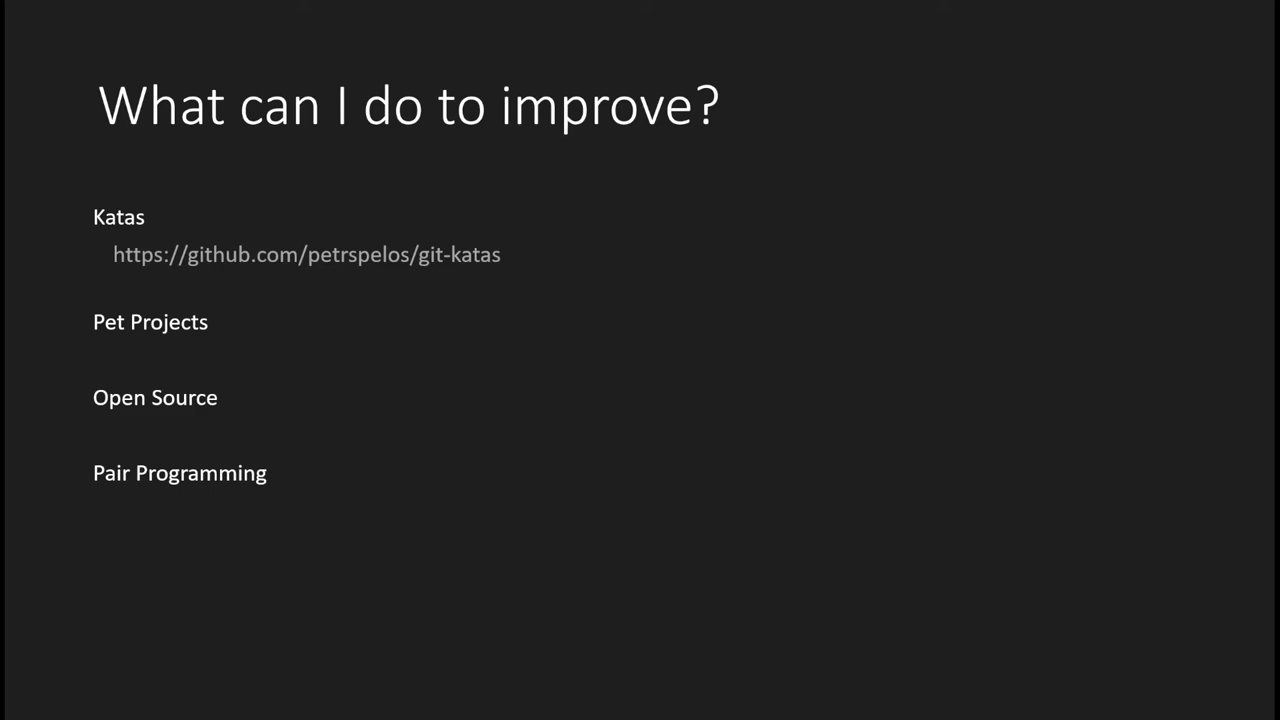 What can I do to improve?
Katas
https://github.com/petrspelos/git-katas
Pet Projects
Open Source
Pair Programming